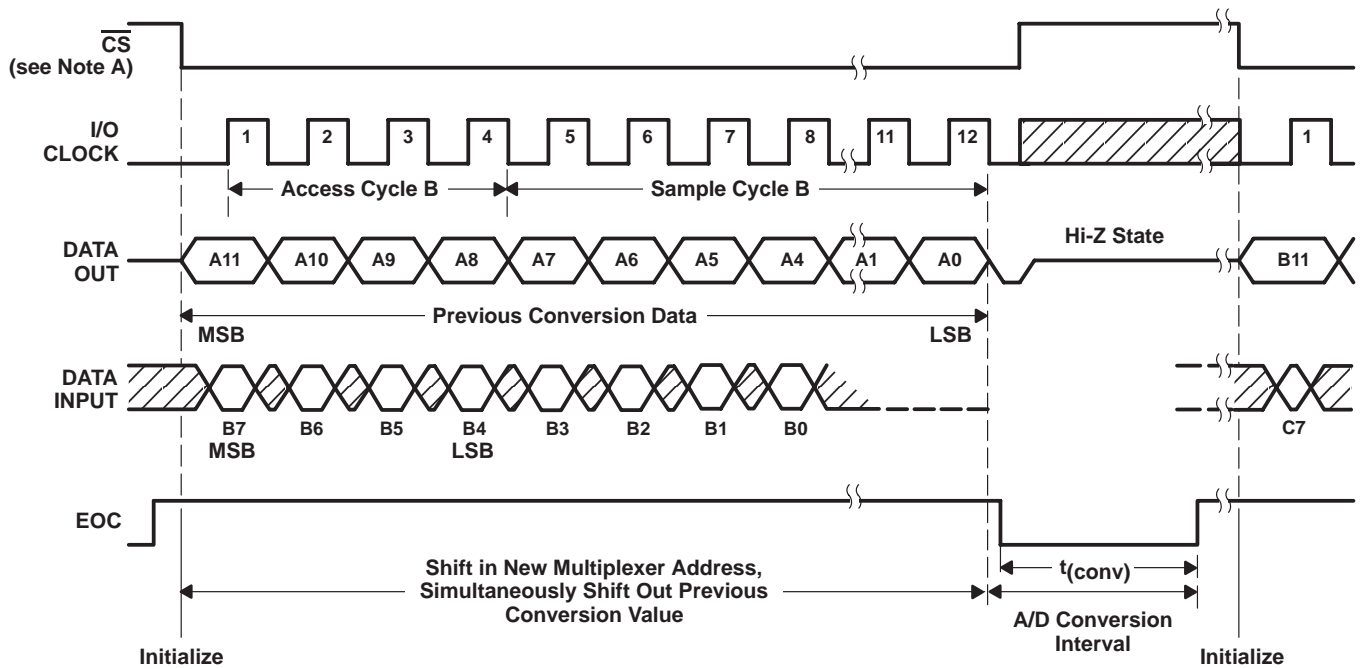 CS
(see Note A)
I/O
CLOCK
1 2 3 4 5 6 7 8 11 12 1
Access Cycle B Sample Cycle B
DATA
OUT
A11 A10 A9 A8 A7 A6 A5 A4 A1 A0 Hi-Z State B11
Previous Conversion Data
MSB LSB
DATA
INPUT
B7 B6 B5 B4 B3 B2 B1 B0 C7
MSB LSB
EOC
Shift in New Multiplexer Address,
Simultaneously Shift Out Previous
Conversion Value
t(conv)
A/D Conversion
Interval
Initialize Initialize